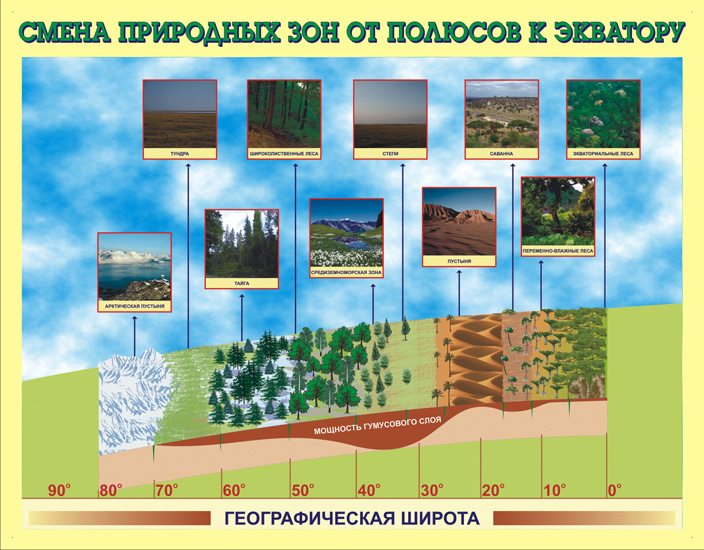 СМЕНА ПРИРОДНЫХ ЗОН ОТ ПОЛЮСОВ К ЭКВАТОРУ
ТУНДРА
ШИРОКОЛИСТВЕННЫЕ ЛЕСА
СТЕПИ
САВАННА
ЭКВАТОРИАЛЬНЫЕ ЛЕСА
АРКТИЧЕСКАЯ ПУСТЫНЯ
ТАЙГА
СРЕДИЗЕМНОМОРСКАЯ ЗОНА
ПУСТЫНЯ
ПЕРЕМЕННО-ВЛАЖНЫЕ ЛЕСА
МОЩНОСТЬ ГУМУСОВОГО СЛОЯ
90° 80° 70° 60° 50° 40° 30° 20° 10° 0°
ГЕОГРАФИЧЕСКАЯ ШИРОТА